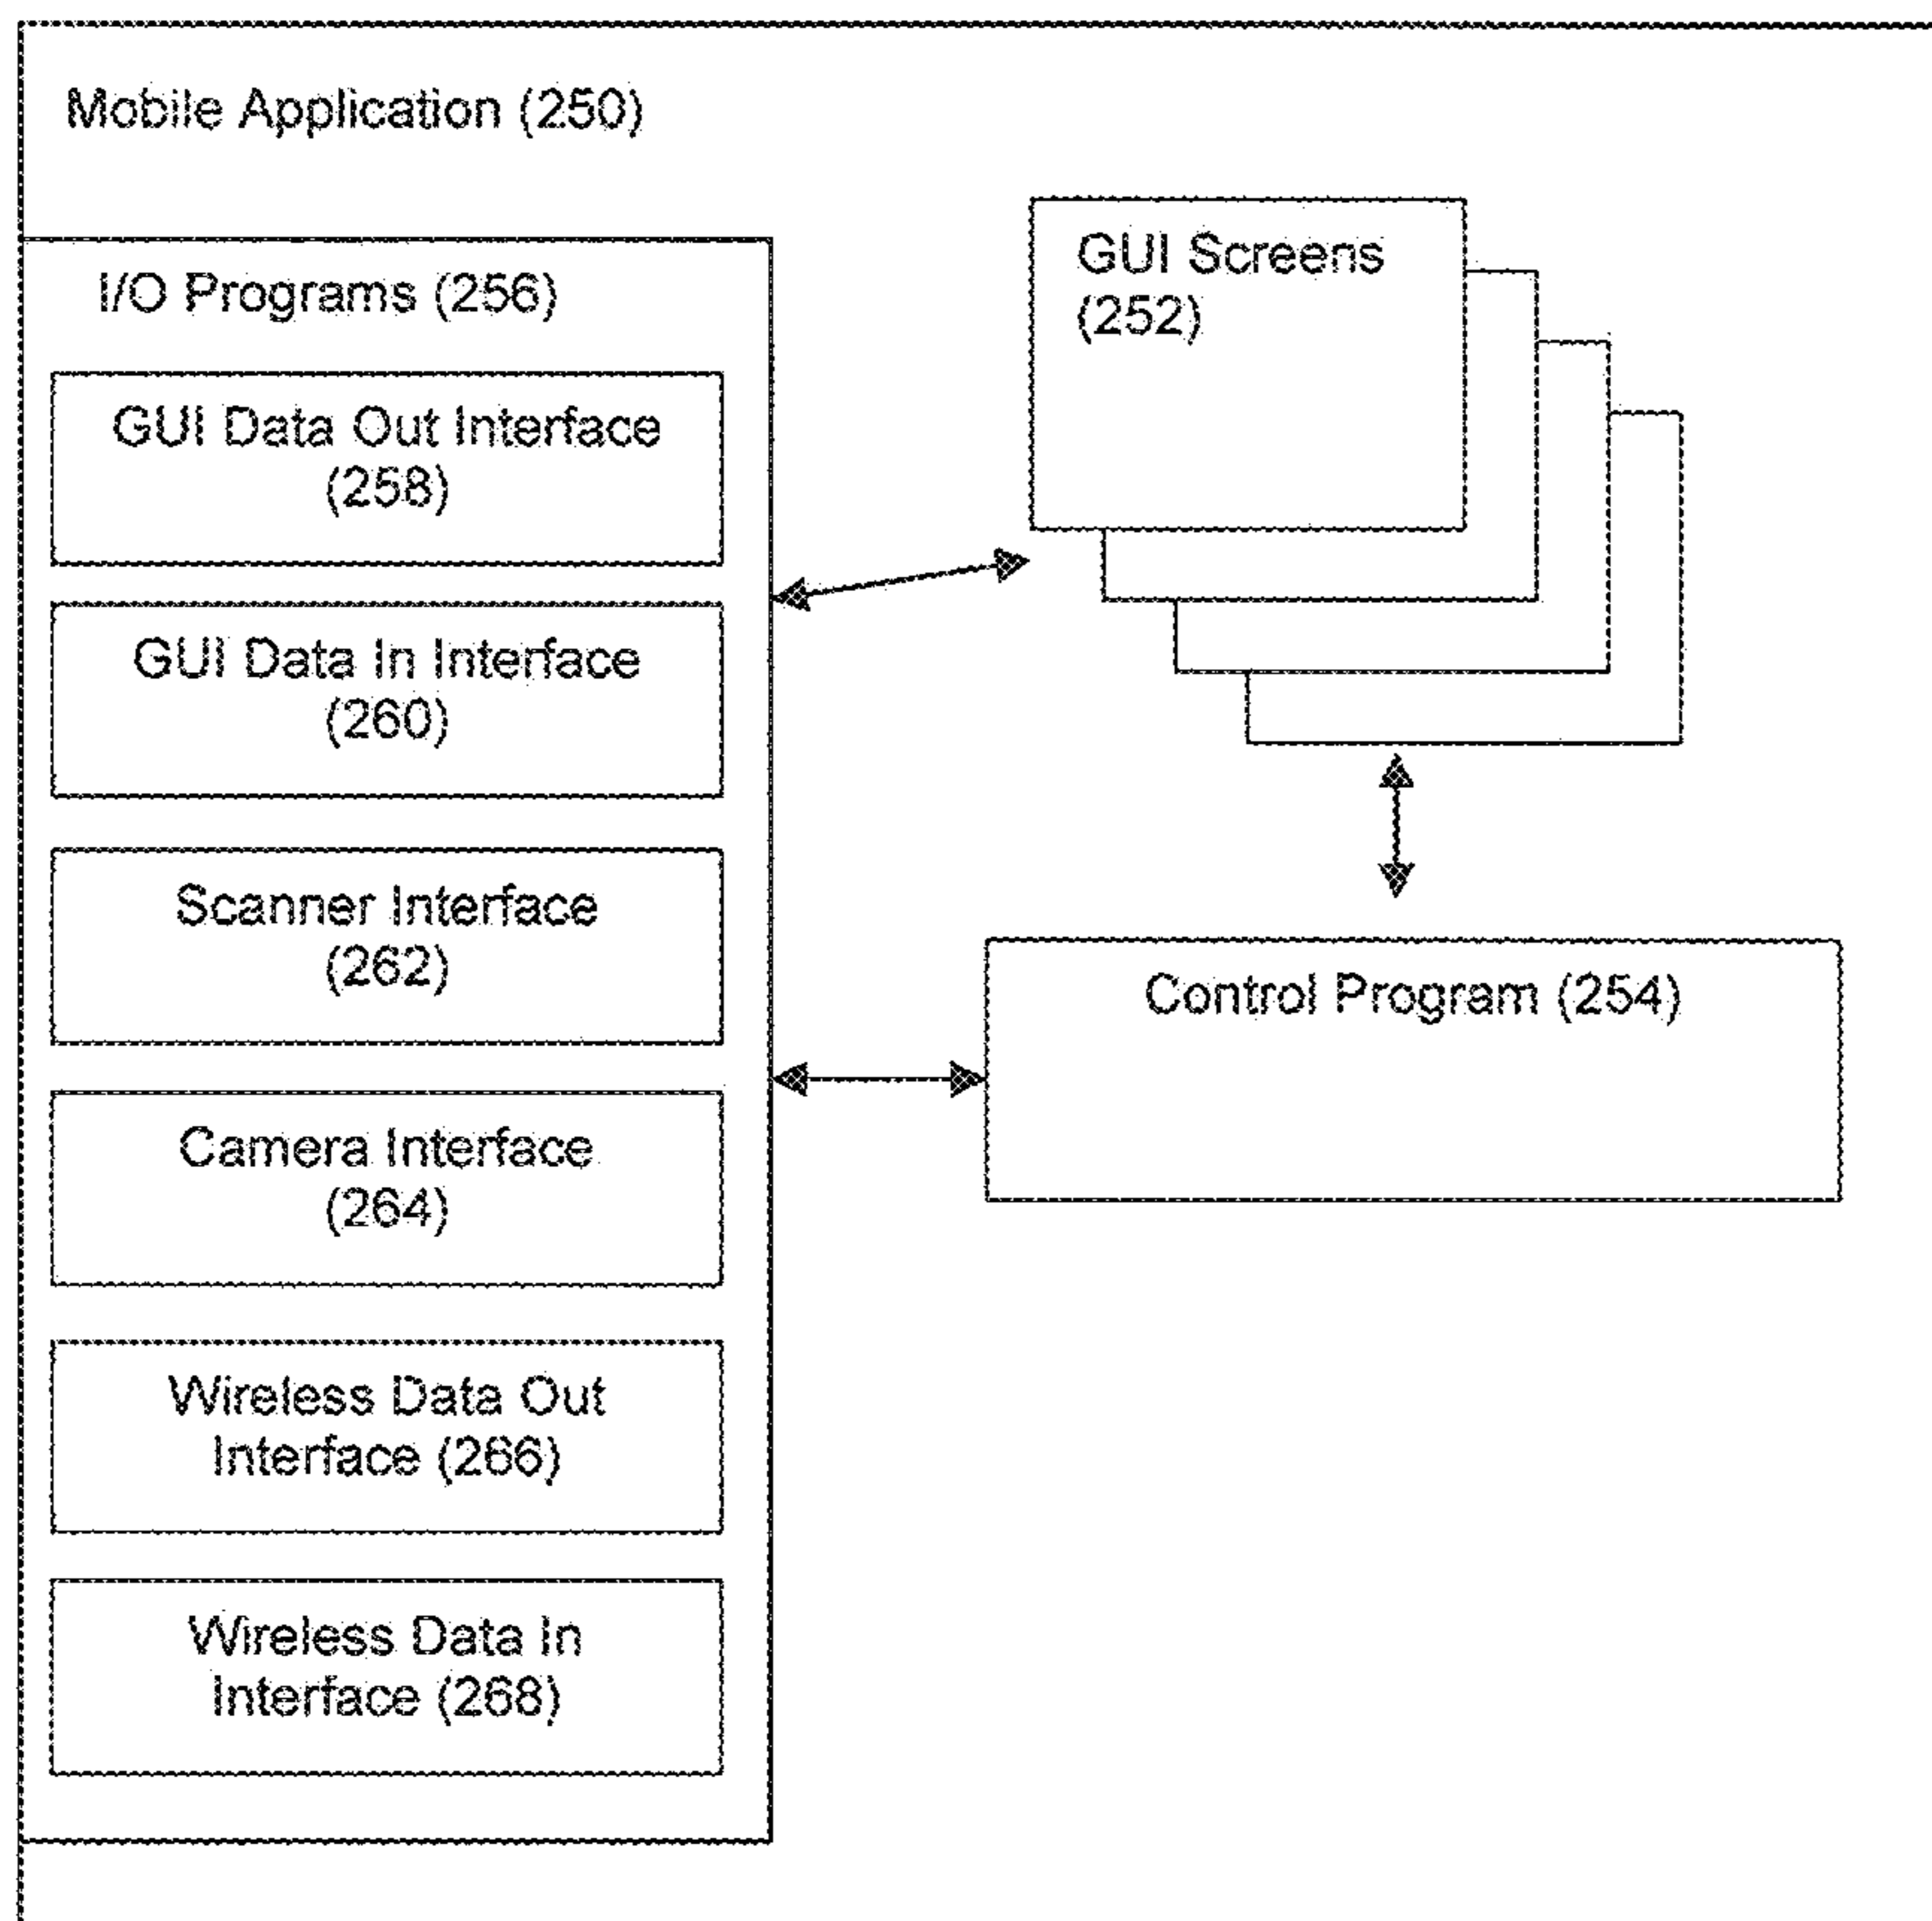 Mobile Application (250)
I/O Programs (256)
GUI Data Out Interface
(258)
GUI Data In Interface
(260)
Scanner Interface
(262)
Camera Interface
(264)
Wireless Data Out
Interface (266)
Wireless Data In
Interface (268)
GUI Screens
(252)
Control Program (254)